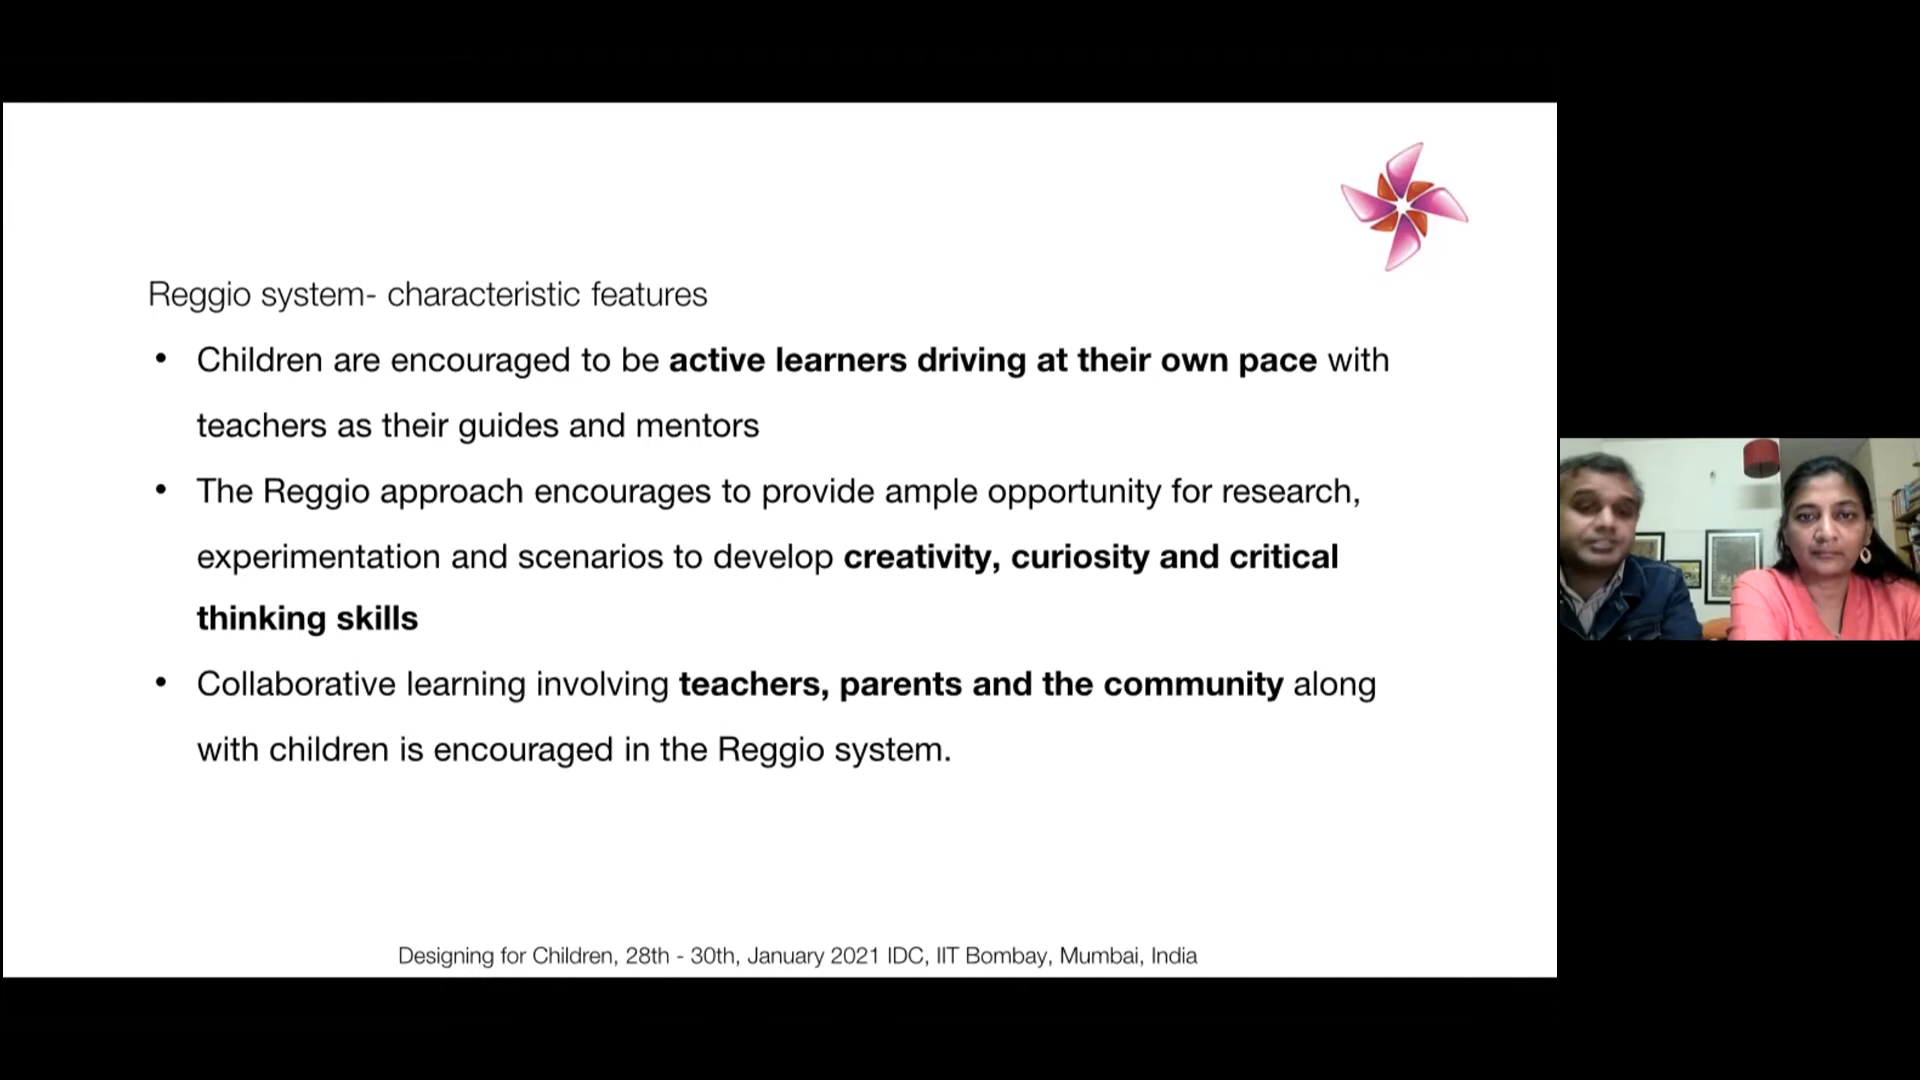 Reggio system- characteristic features
• Children are encouraged to be active learners driving at their own pace with
teachers as their guides and mentors
• The Reggio approach encourages to provide ample opportunity for research,
experimentation and scenarios to develop creativity, curiosity and critical
thinking skills
• Collaborative learning involving teachers, parents and the community along
with children is encouraged in the Reggio system.
Designing for Children, 28th - 30th, January 2021 IDC, IIT Bombay, Mumbai, India